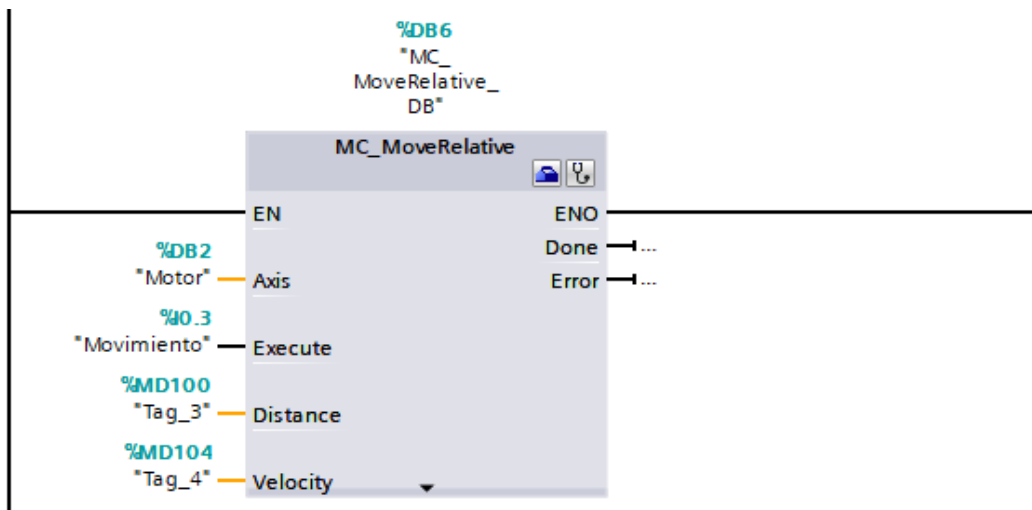 %DB6
"MC_
MoveRelative_
DB"
MC_MoveRelative
EN
ENO
Done
...
%DB2
"Motor"
Axis
Error
...
%I0.3
"Movimiento"
Execute
%MD100
"Tag_3"
Distance
%MD104
"Tag_4"
Velocity